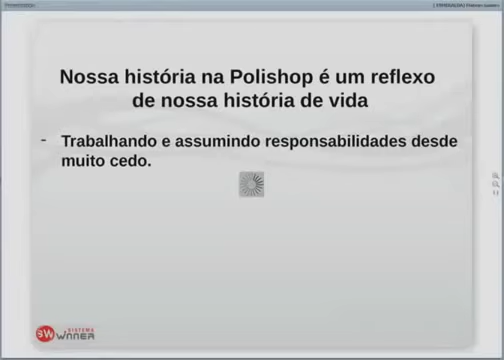 Nossa história na Polishop é um reflexo
de nossa história de vida
- Trabalhando e assumindo responsabilidades desde
muito cedo.
SW SISTEMA
WINNER